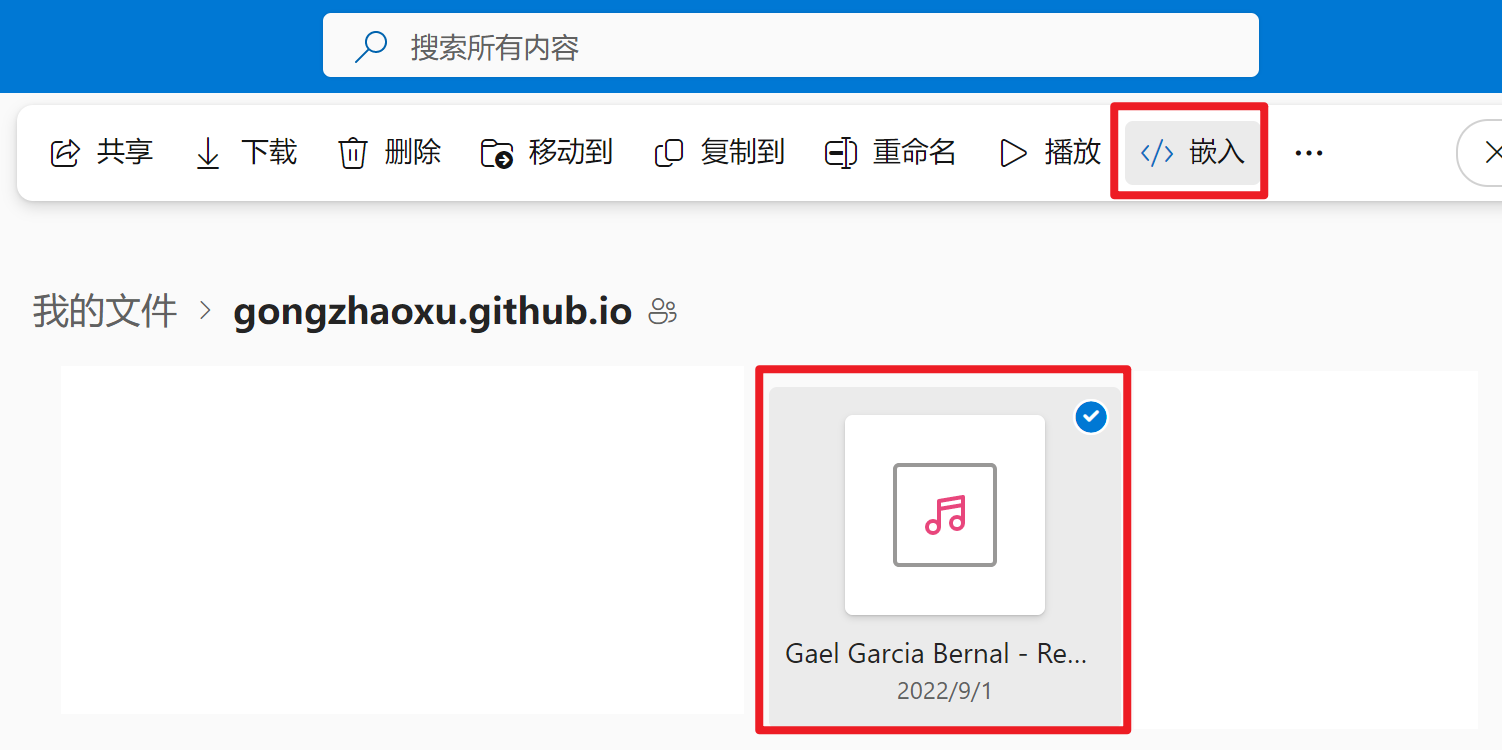 搜索所有内容
共享 下载 删除 移动到 复制到 重命名 播放 </> 嵌入 ...
我的文件 > gongzhaoxu.github.io
Gael Garcia Bernal - Re...
2022/9/1